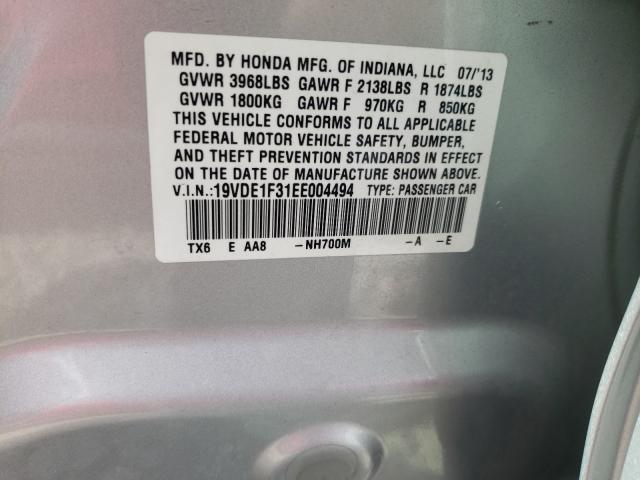 MFD. BY HONDA MFG. OF INDIANA, LLC 07/'13
GVWR 3968LBS GAWR F 2138LBS R 1874LBS
GVWR 1800KG GAWR F 970KG R 850KG
THIS VEHICLE CONFORMS TO ALL APPLICABLE
FEDERAL MOTOR VEHICLE SAFETY, BUMPER,
AND THEFT PREVENTION STANDARDS IN EFFECT
ON THE DATE OF MANUFACTURE SHOWN ABOVE.
V.I.N.:19VDE1F31EE004494 TYPE: PASSENGER CAR
TX6 E AA8 -NH700M -A -E